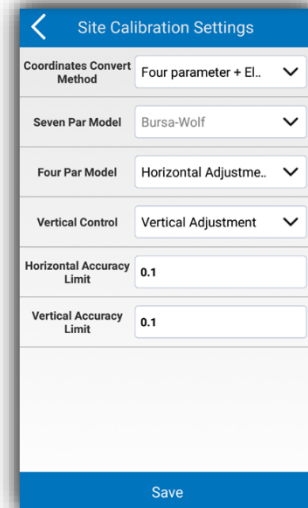 Site Calibration Settings
Coordinates Convert
Method
Four parameter + El..
Seven Par Model
Bursa-Wolf
Four Par Model
Horizontal Adjustme..
Vertical Control
Vertical Adjustment
Horizontal Accuracy
Limit
0.1
Vertical Accuracy
Limit
0.1
Save